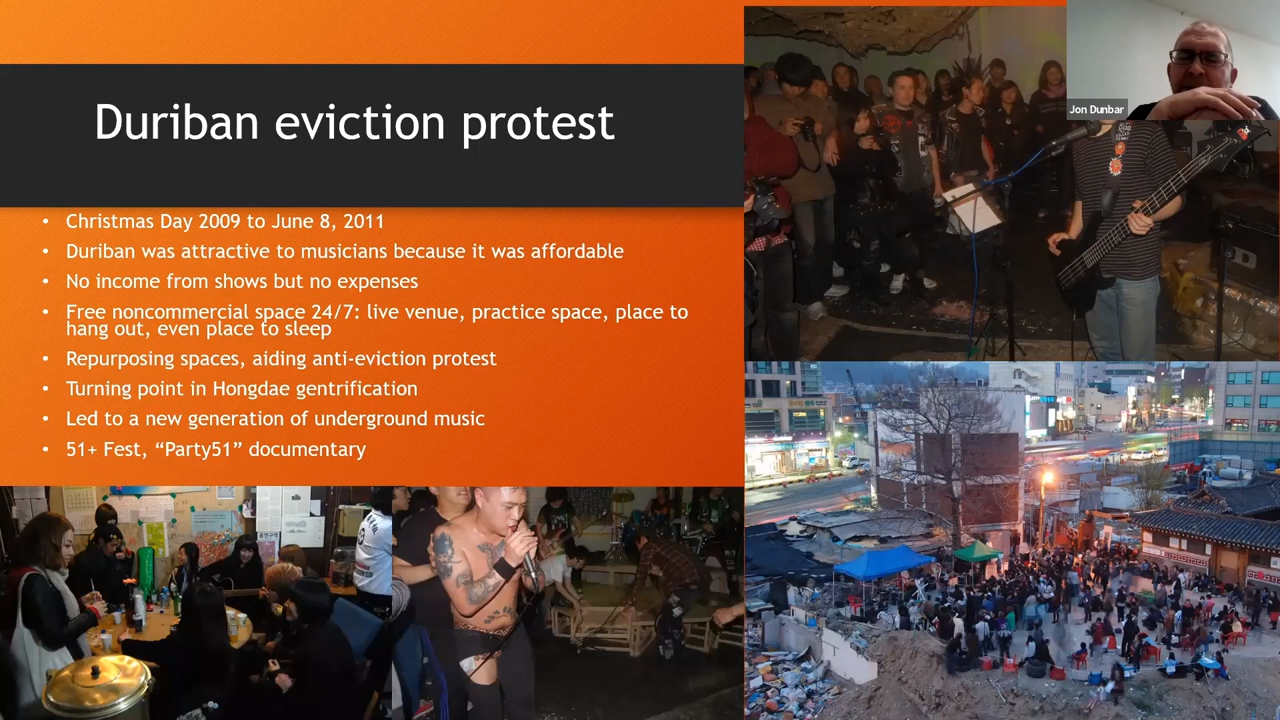 Duriban eviction protest
• Christmas Day 2009 to June 8, 2011
• Duriban was attractive to musicians because it was affordable
• No income from shows but no expenses
• Free noncommercial space 24/7: live venue, practice space, place to
hang out, even place to sleep
• Repurposing spaces, aiding anti-eviction protest
• Turning point in Hongdae gentrification
• Led to a new generation of underground music
• 51+ Fest, “Party51” documentary
Jon Dunbar